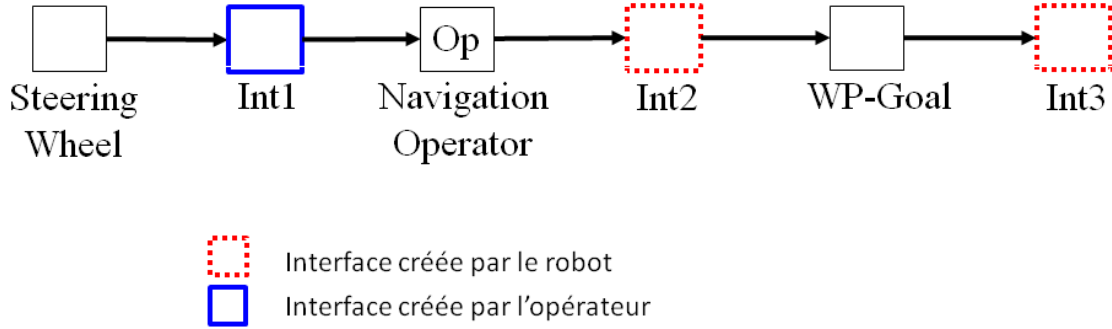 Op
Steering
Wheel
Int1
Navigation
Operator
Int2
WP-Goal
Int3
Interface créée par le robot
Interface créée par l'opérateur